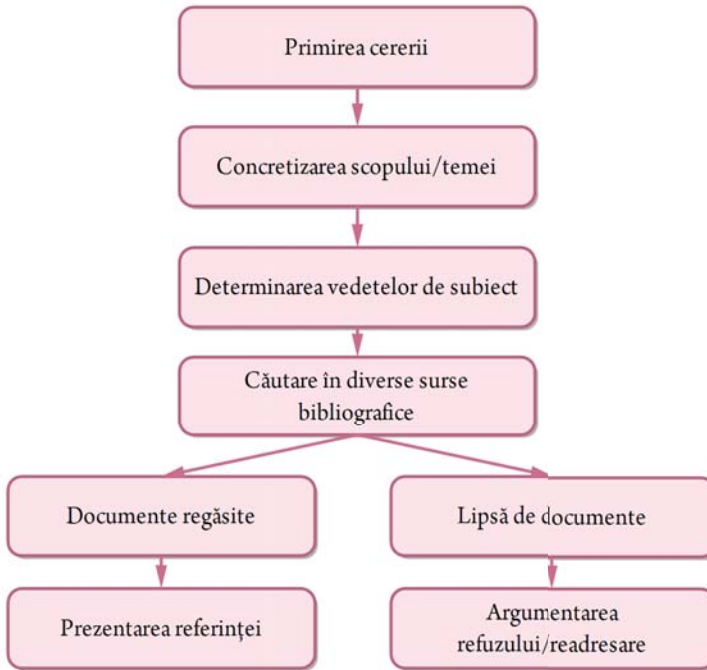 Primirea cererii
Concretizarea scopului/temei
Determinarea vedetelor de subiect
Căutare în diverse surse
bibliografice
Documente regăsite
Lipsă de documente
Prezentarea referinței
Argumentarea
refuzului/readresare